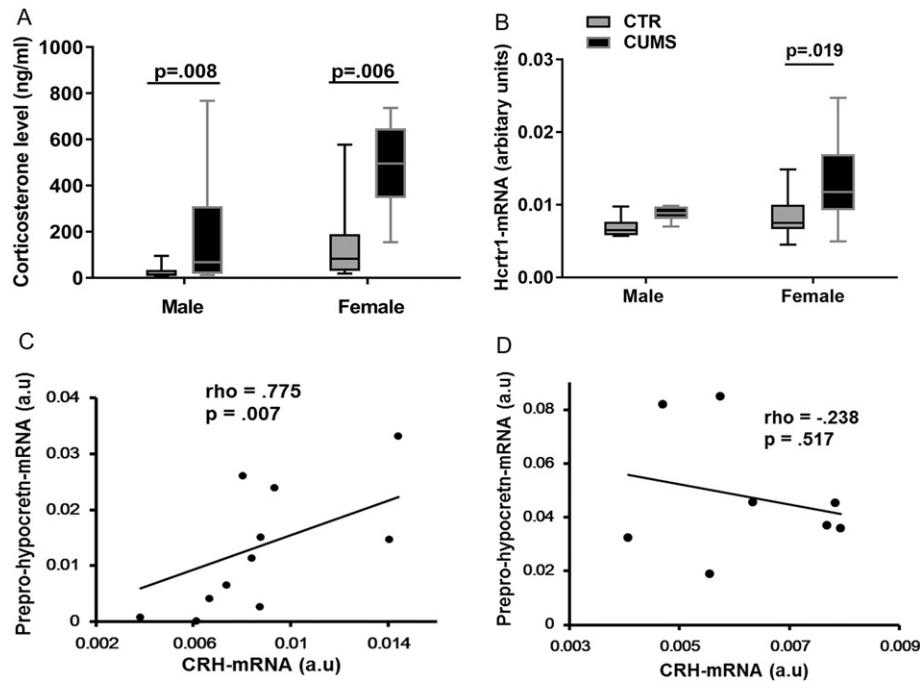 A
Corticosterone level (ng/ml)
1000
800
600
400
200
0
p=.008
p=.006
Male
Female
B
CTR
CUMS
Hcrtr1-mRNA (arbitary units)
0.03
0.02
0.01
0.00
p=.019
Male
Female
C
Prepro-hypocretn-mRNA (a.u)
0.04
0.03
0.02
0.01
0
rho = .775
p = .007
0.002
0.006
0.01
0.014
CRH-mRNA (a.u)
D
Prepro-hypocretn-mRNA (a.u)
0.08
0.06
0.04
0.02
0
rho = -.238
p = .517
0.003
0.005
0.007
0.009
CRH-mRNA (a.u)